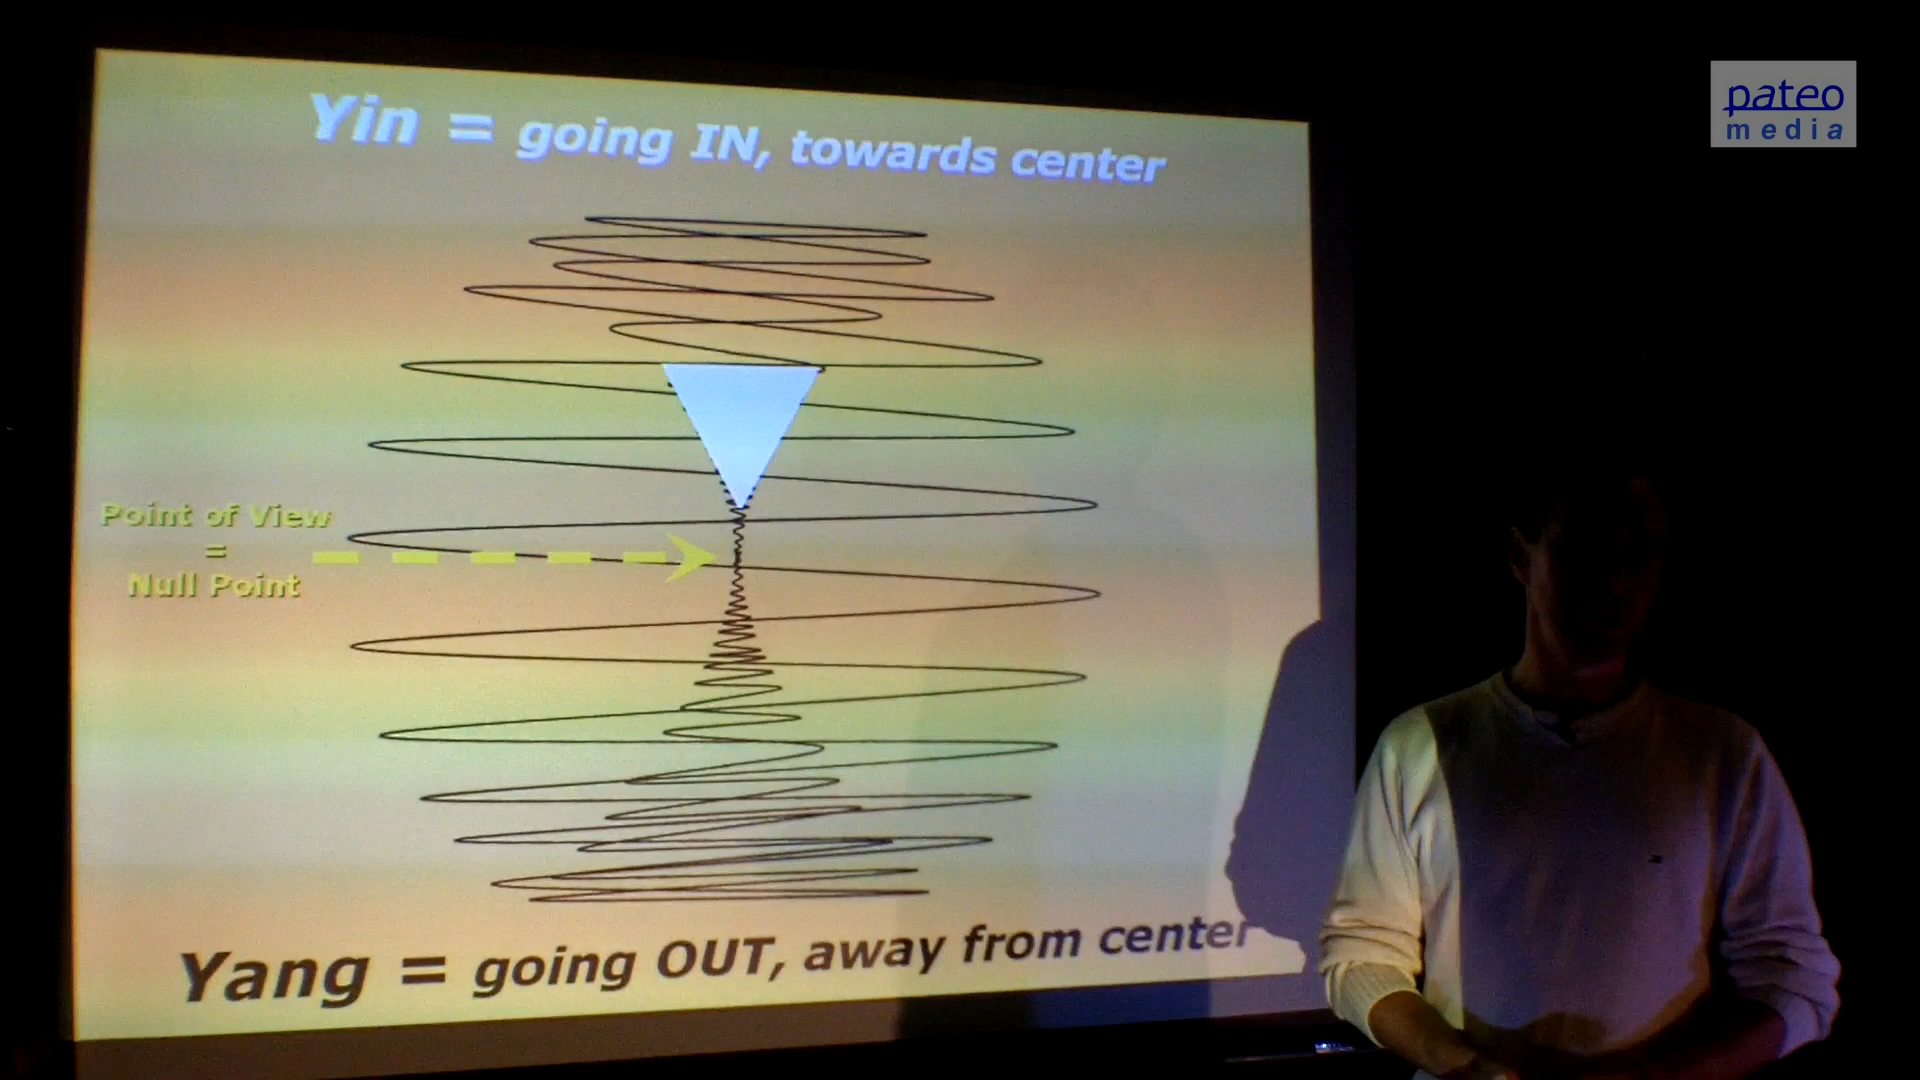 Yin = going IN, towards center
Point of View
=
Null Point
Yang = going OUT, away from center
pateo
media